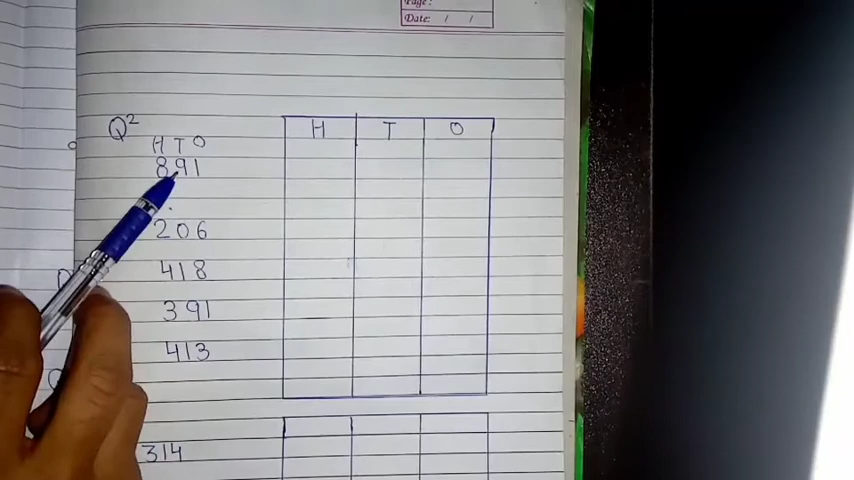 Page:
Date: / /
Q2
H T O
H T O
891
206
418
391
413
314